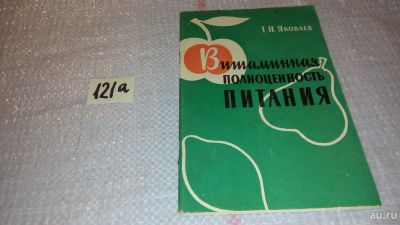 Т. Н. Яковлев
Витаминная
ПОЛНОЦЕННОСТЬ
ПИТАНИЯ
121а
au.ru